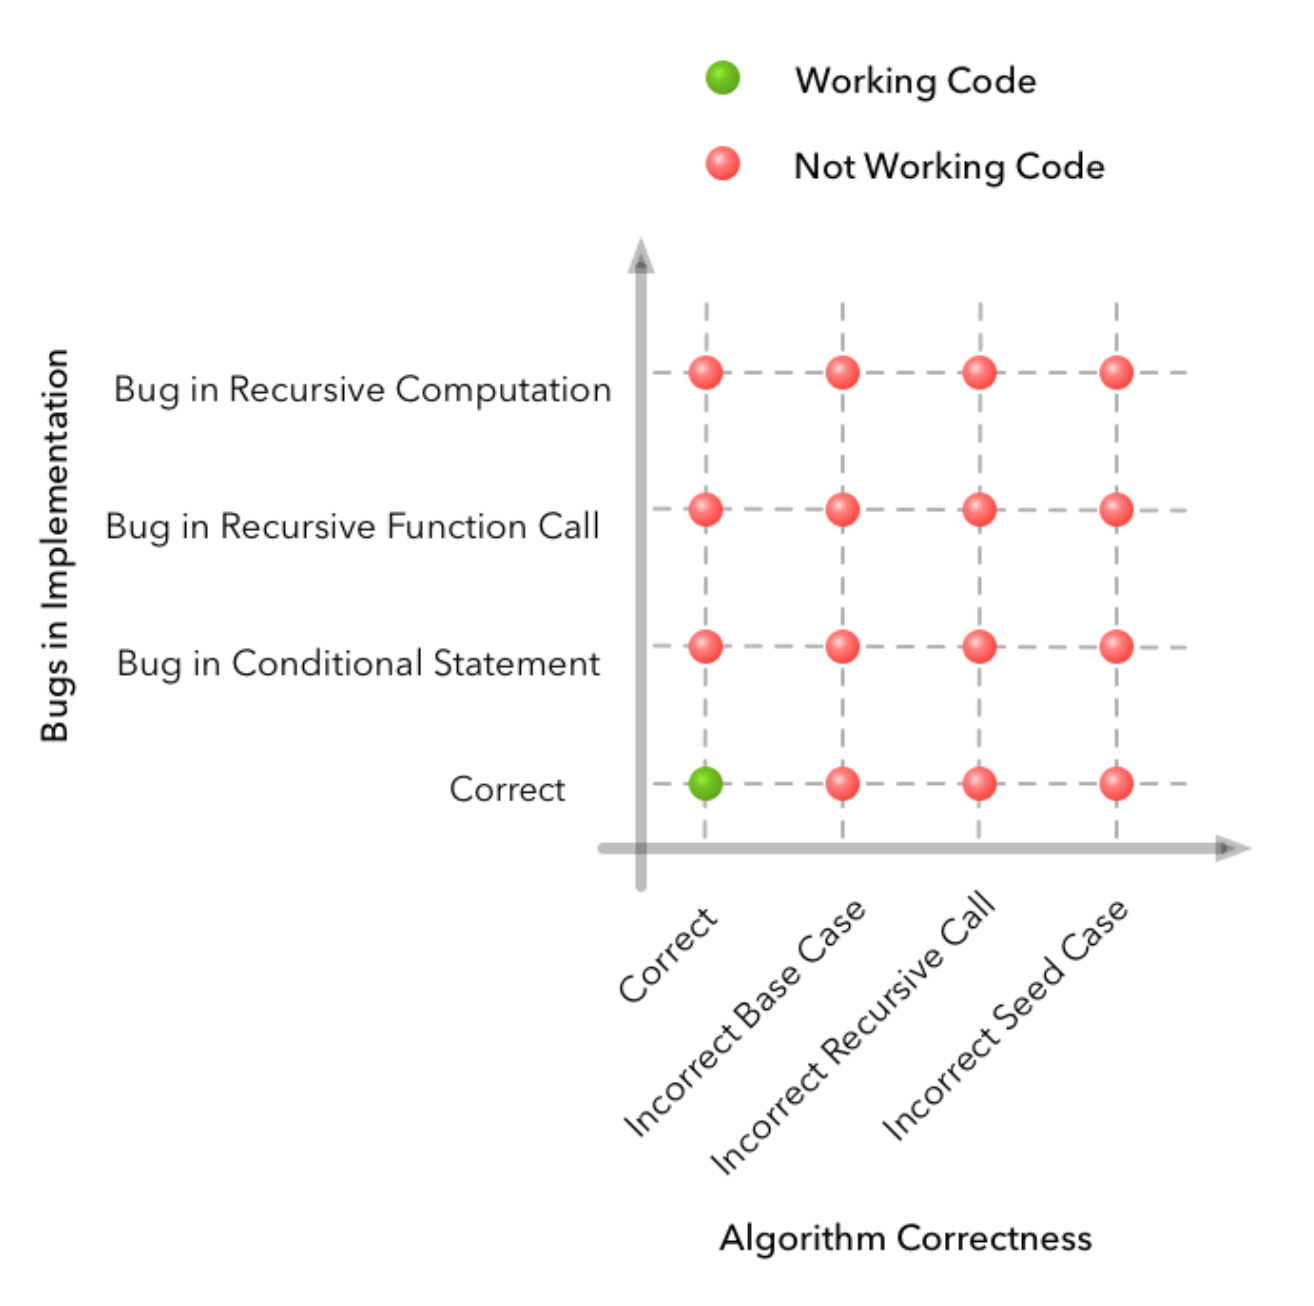 Working Code
Not Working Code
Bugs in Implementation
Bug in Recursive Computation
Bug in Recursive Function Call
Bug in Conditional Statement
Correct
Correct
Incorrect Base Case
Incorrect Recursive Call
Incorrect Seed Case
Algorithm Correctness